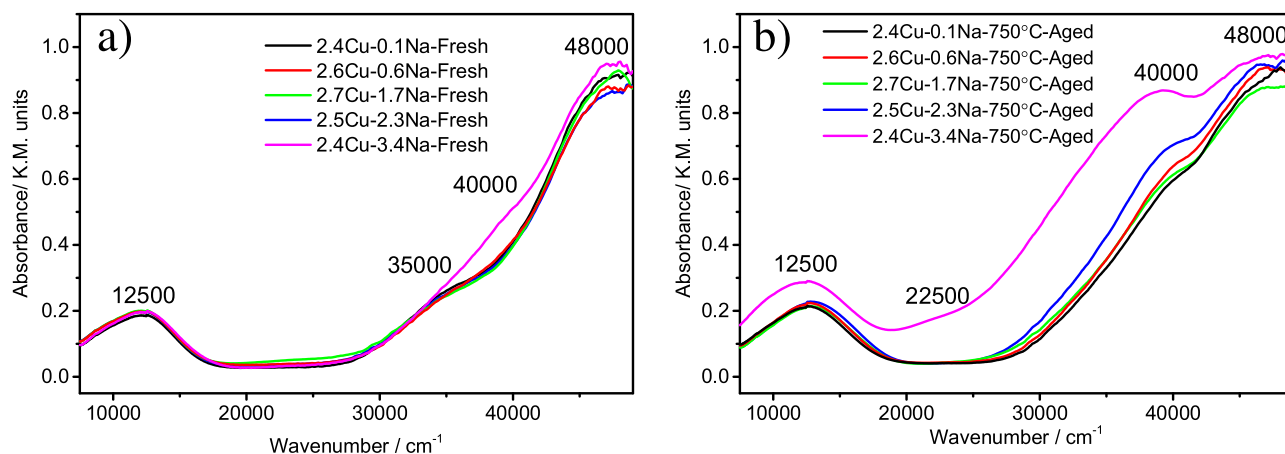 a)
2.4Cu-0.1Na-Fresh
2.6Cu-0.6Na-Fresh
2.7Cu-1.7Na-Fresh
2.5Cu-2.3Na-Fresh
2.4Cu-3.4Na-Fresh
48000
40000
35000
12500
1.0
0.8
0.6
0.4
0.2
0.0
Absorbance/ K.M. units
10000 20000 30000 40000
Wavenumber / cm⁻¹
b)
2.4Cu-0.1Na-750°C-Aged
2.6Cu-0.6Na-750°C-Aged
2.7Cu-1.7Na-750°C-Aged
2.5Cu-2.3Na-750°C-Aged
2.4Cu-3.4Na-750°C-Aged
48000
40000
12500
22500
1.0
0.8
0.6
0.4
0.2
0.0
Absorbance/ K.M. units
10000 20000 30000 40000
Wavenumber / cm⁻¹